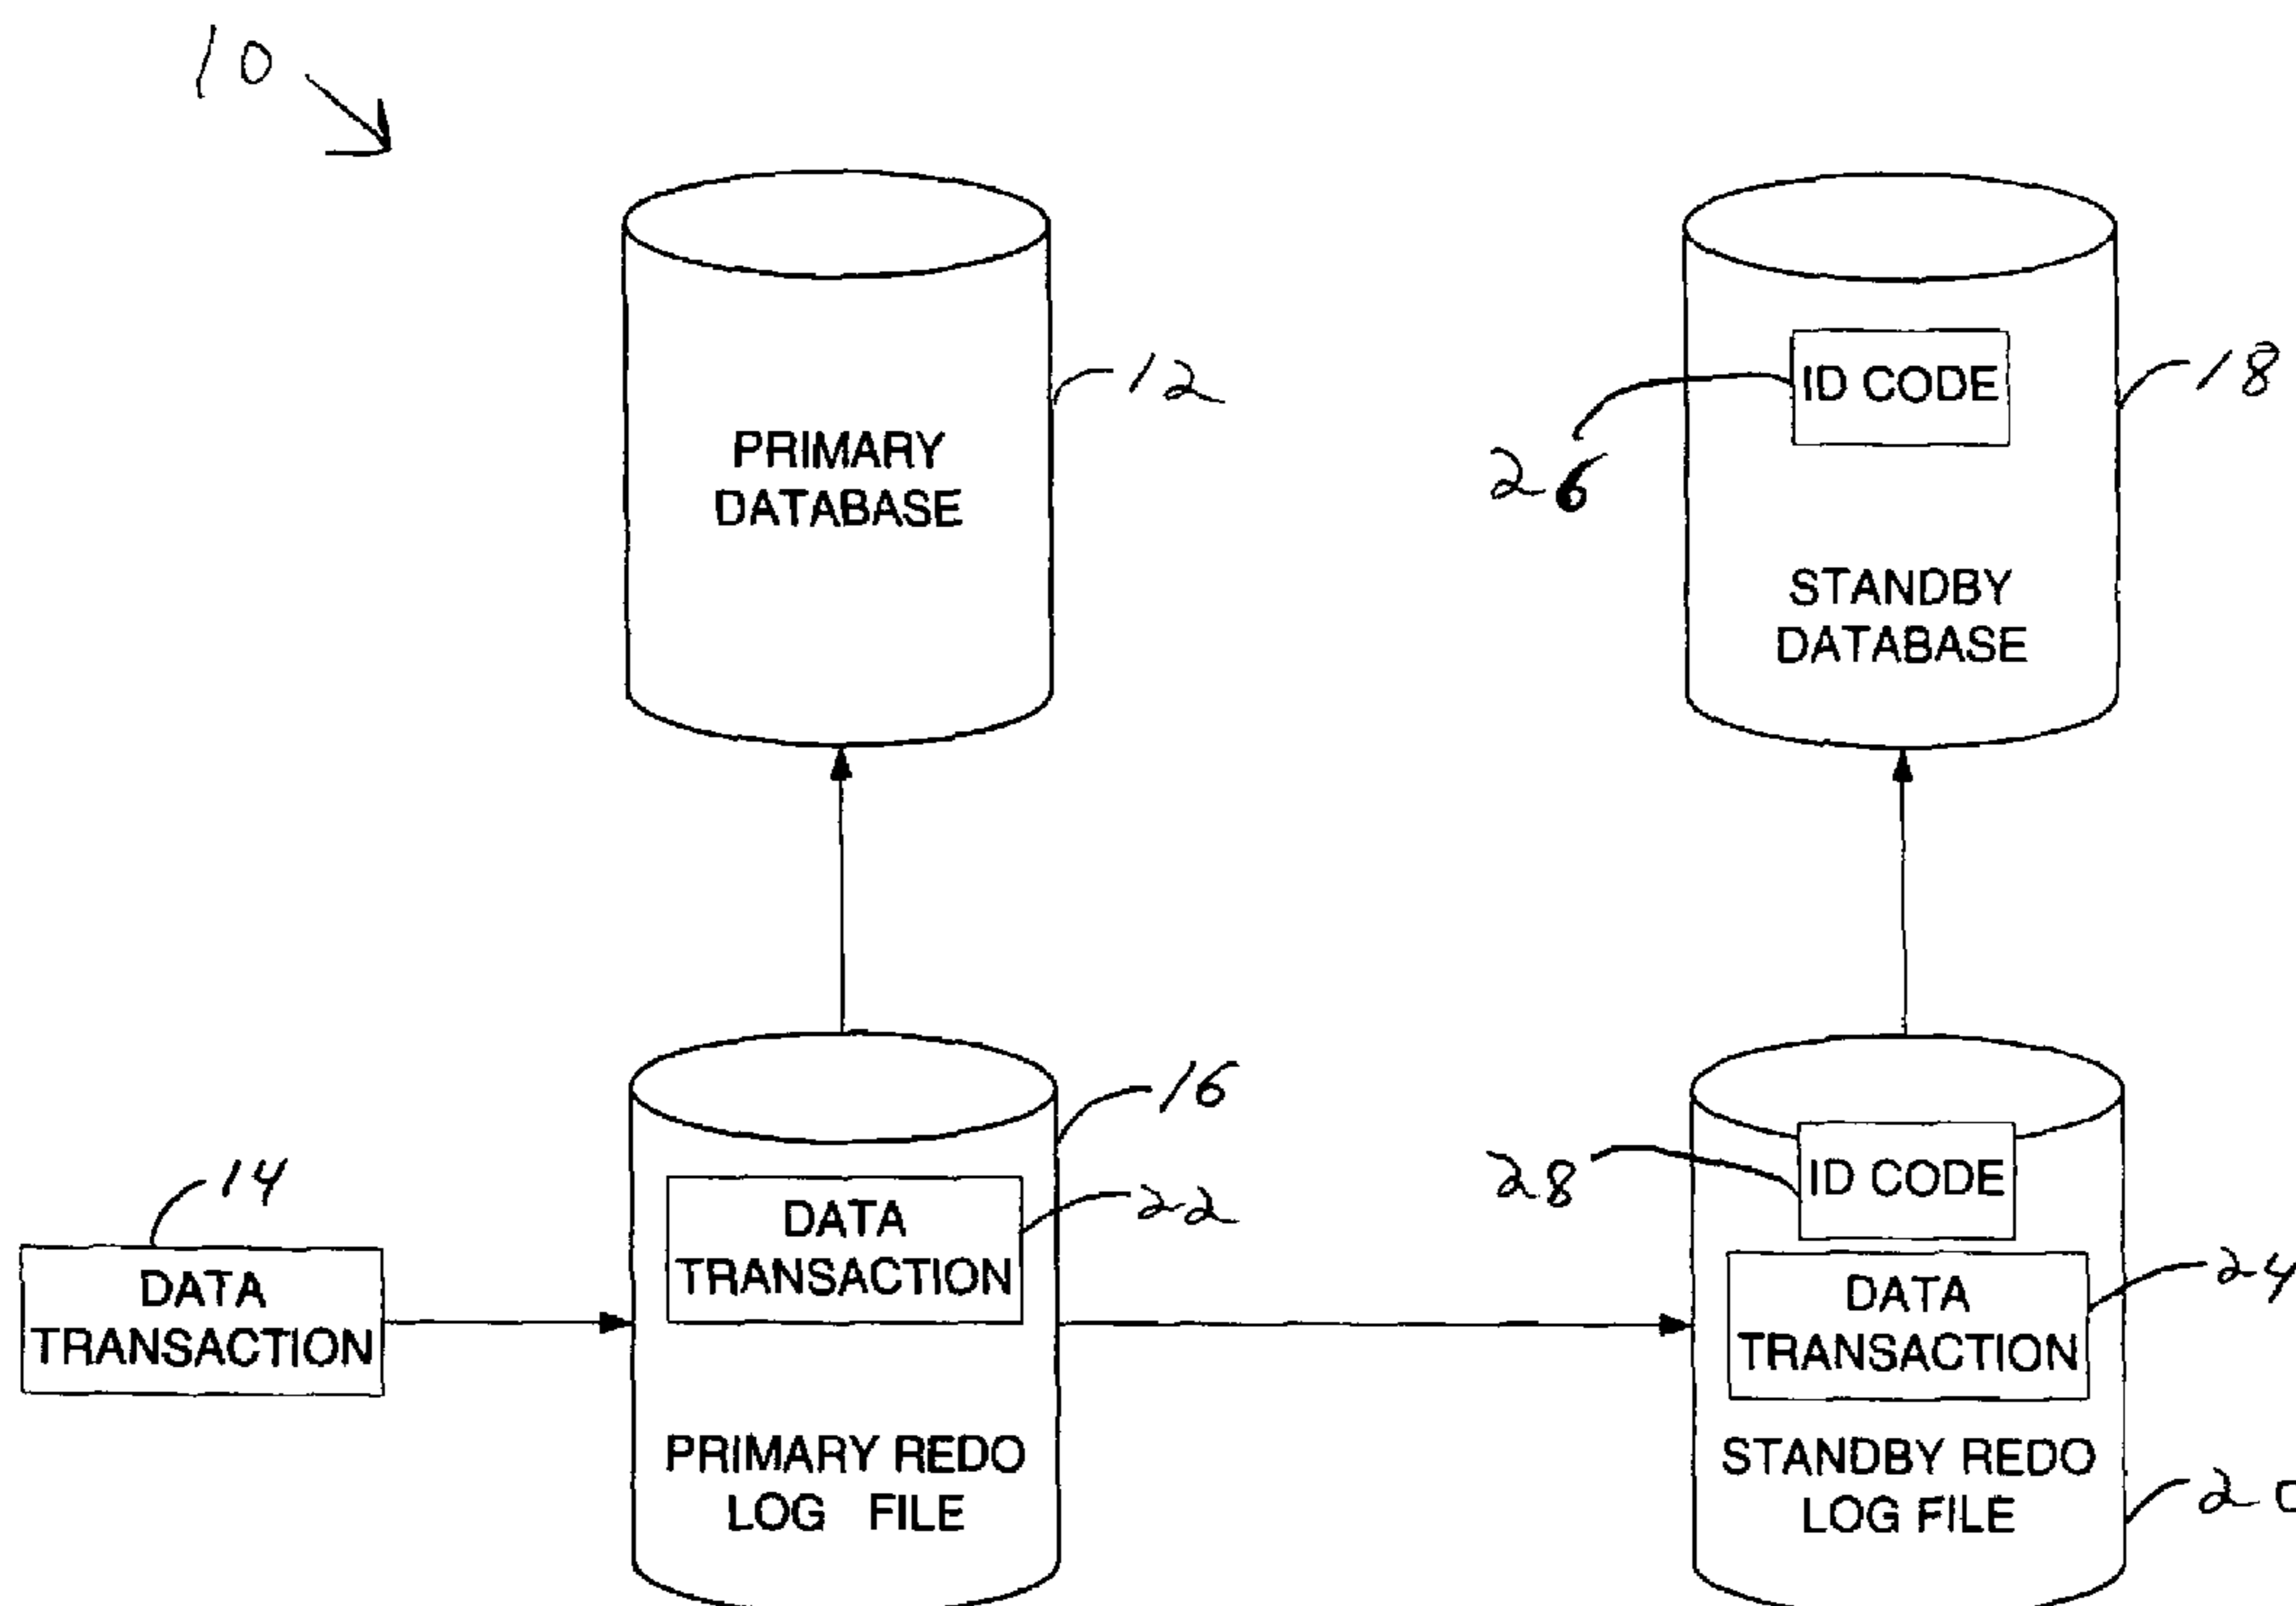 10
PRIMARY
DATABASE
12
ID CODE
26
STANDBY
DATABASE
18
14
DATA
TRANSACTION
16
DATA
TRANSACTION
22
PRIMARY REDO
LOG FILE
28
ID CODE
DATA
TRANSACTION
24
STANDBY REDO
LOG FILE
20